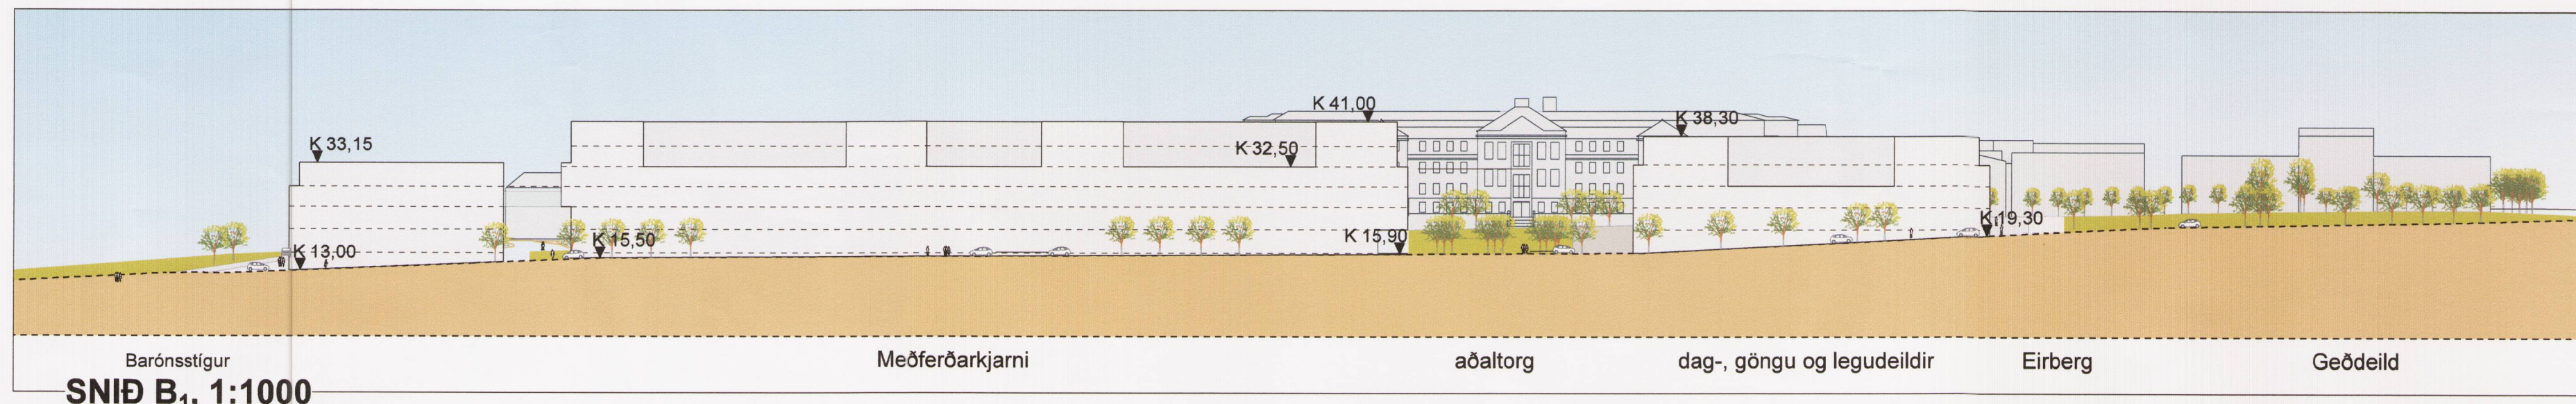 K 41,00
K 38,30
K 33,15
K 32,50
K 19,30
K 15,90
K 15,50
K 13,00
Barónsstígur
Meðferðarkjarni
aðaltorg
dag-, göngu og legudeildir
Eirberg
Geðdeild
SNIÐ B₁, 1:1000